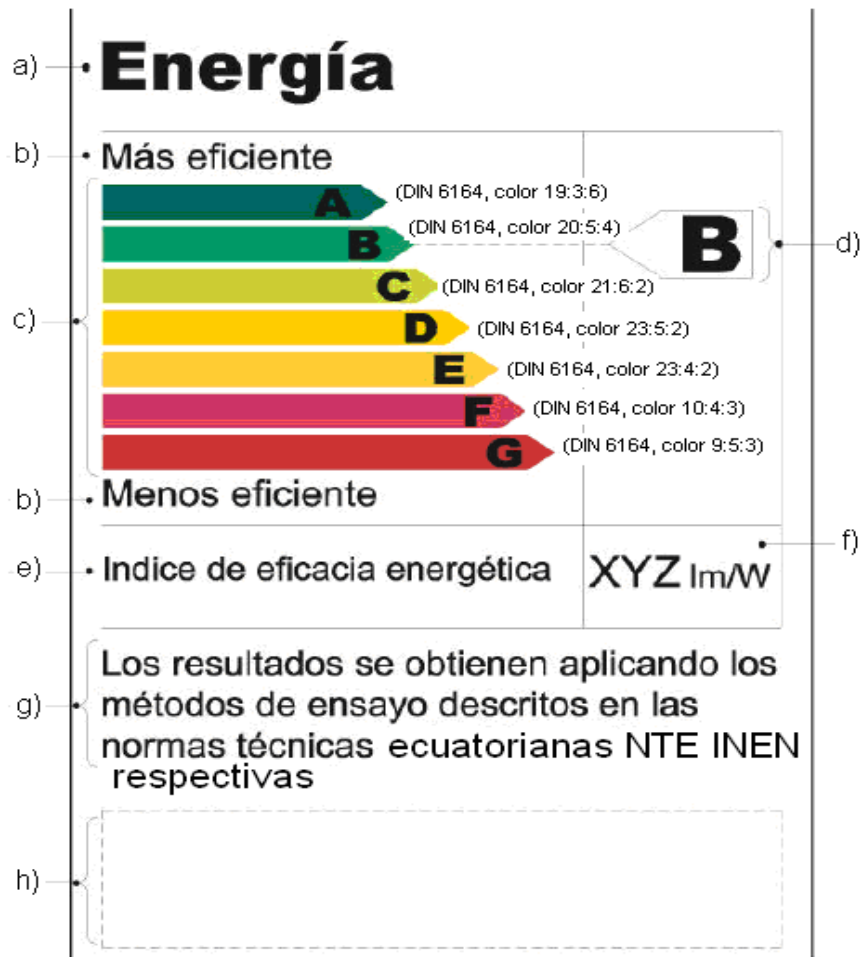 a) Energía
b) Más eficiente
A (DIN 6164, color 19:3:6)
B (DIN 6164, color 20:5:4) B d)
C (DIN 6164, color 21:6:2)
c) D (DIN 6164, color 23:5:2)
E (DIN 6164, color 23:4:2)
F (DIN 6164, color 10:4:3)
G (DIN 6164, color 9:5:3)
b) Menos eficiente
f)
e) Indice de eficacia energética XYZ lm/W
Los resultados se obtienen aplicando los
g) métodos de ensayo descritos en las
normas técnicas ecuatorianas NTE INEN
respectivas
h)